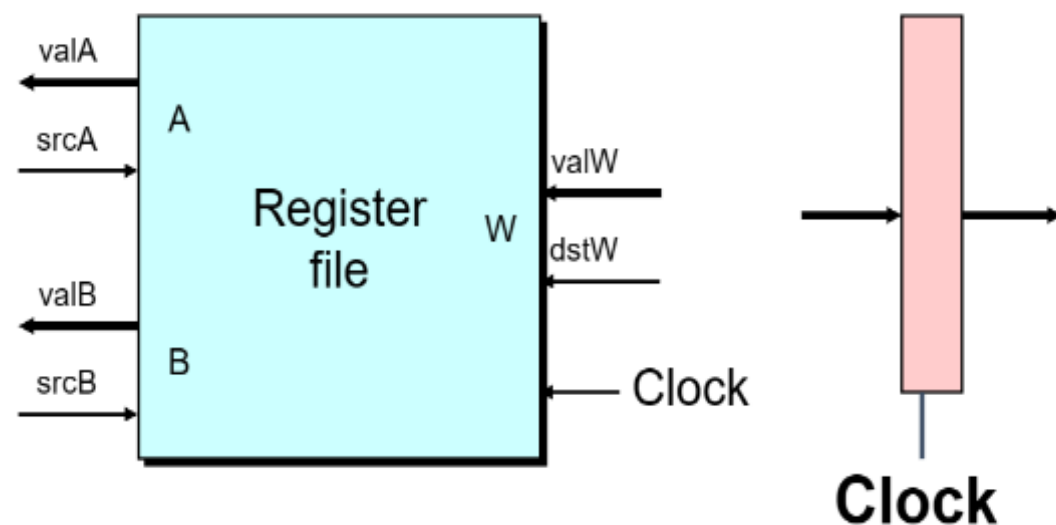 valA
A
srcA
valB
B
srcB
Register
file
valW
W
dstW
Clock
Clock